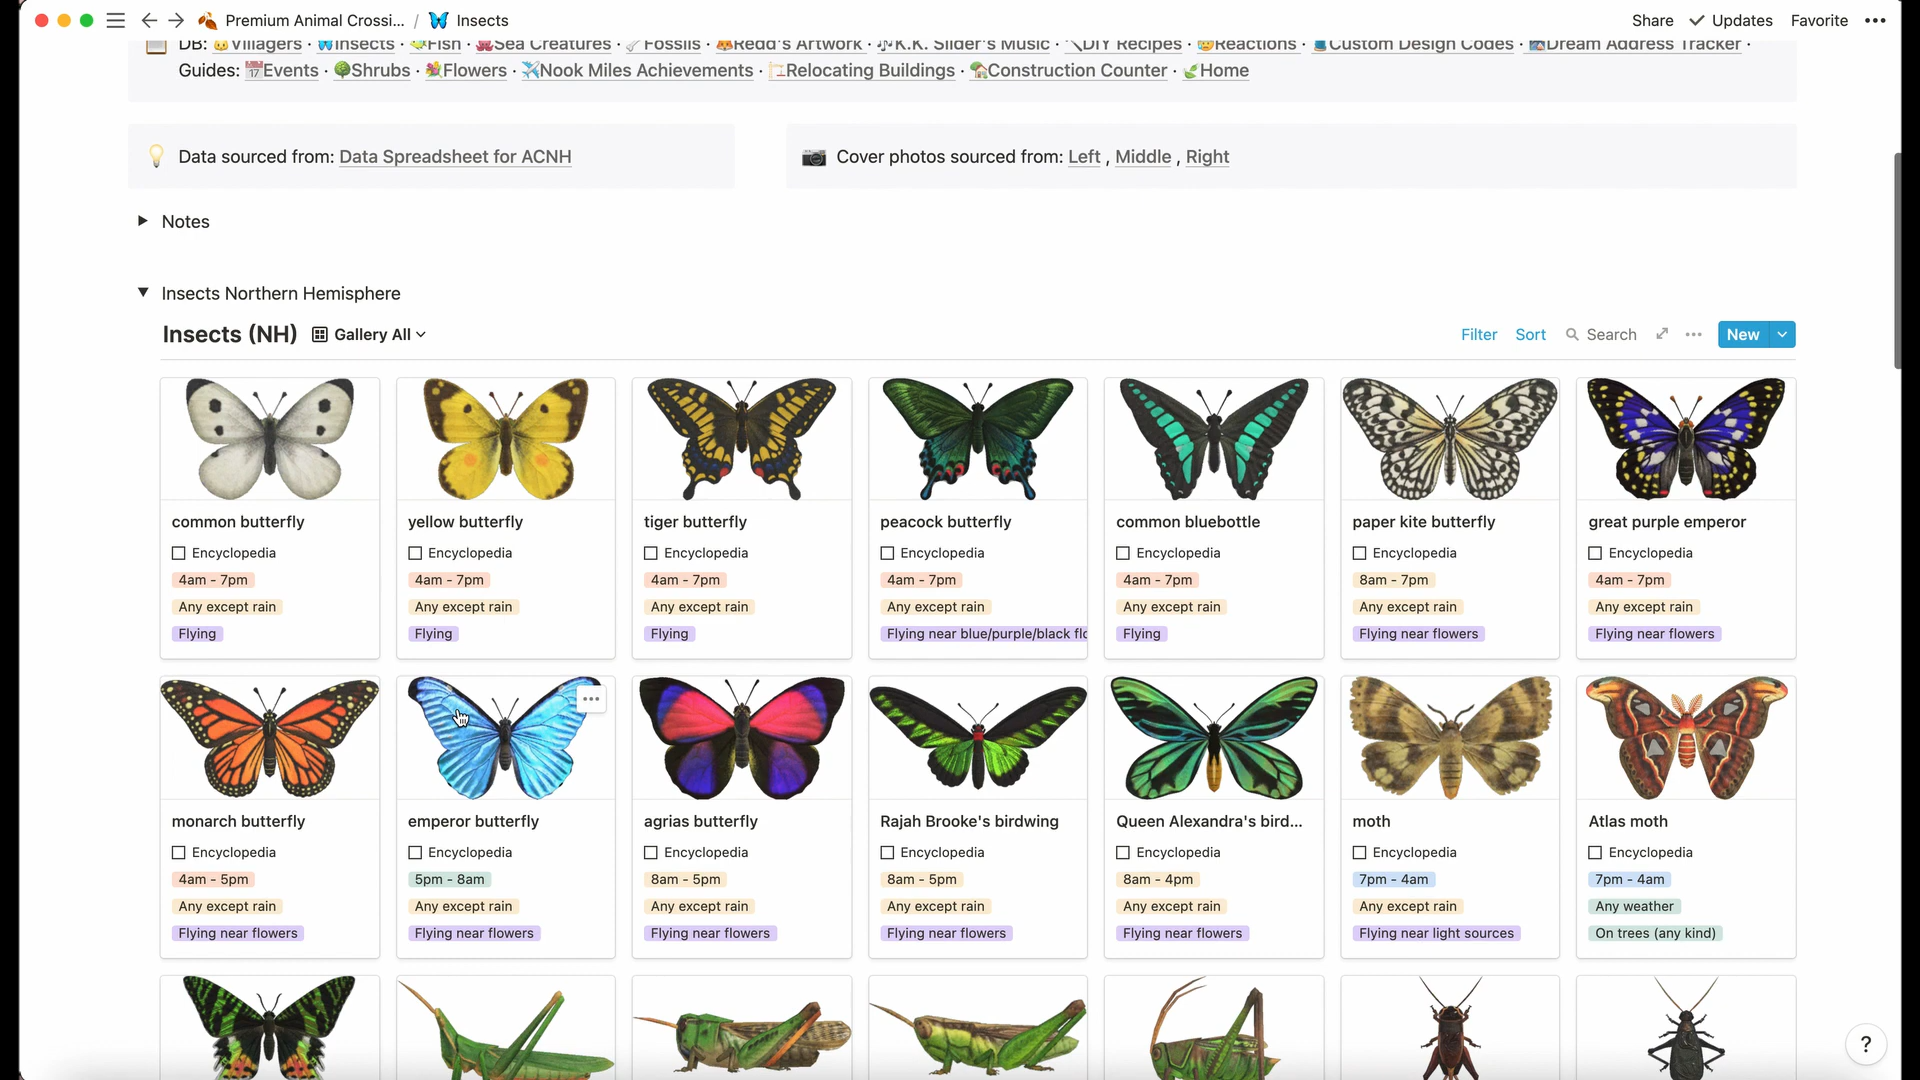 Premium Animal Crossi... / Insects
Share Updates Favorite
DB: Villagers · Insects · Fish · Sea Creatures · Fossils · Redd's Artwork · K.K. Slider's Music · DIY Recipes · Reactions · Custom Design Codes · Dream Address Tracker ·
Guides: Events · Shrubs · Flowers · Nook Miles Achievements · Relocating Buildings · Construction Counter · Home
Data sourced from: Data Spreadsheet for ACNH
Cover photos sourced from: Left , Middle , Right
Notes
Insects Northern Hemisphere
Insects (NH) Gallery All
Filter Sort Search New
common butterfly yellow butterfly tiger butterfly peacock butterfly common bluebottle paper kite butterfly great purple emperor
Encyclopedia Encyclopedia Encyclopedia Encyclopedia Encyclopedia Encyclopedia Encyclopedia
4am - 7pm 4am - 7pm 4am - 7pm 4am - 7pm 4am - 7pm 8am - 7pm 4am - 7pm
Any except rain Any except rain Any except rain Any except rain Any except rain Any except rain Any except rain
Flying Flying Flying Flying near blue/purple/black flo Flying Flying near flowers Flying near flowers
monarch butterfly emperor butterfly agrias butterfly Rajah Brooke's birdwing Queen Alexandra's bird... moth Atlas moth
Encyclopedia Encyclopedia Encyclopedia Encyclopedia Encyclopedia Encyclopedia Encyclopedia
4am - 5pm 5pm - 8am 8am - 5pm 8am - 5pm 8am - 4pm 7pm - 4am 7pm - 4am
Any except rain Any except rain Any except rain Any except rain Any except rain Any except rain Any weather
Flying near flowers Flying near flowers Flying near flowers Flying near flowers Flying near flowers Flying near light sources On trees (any kind)
?